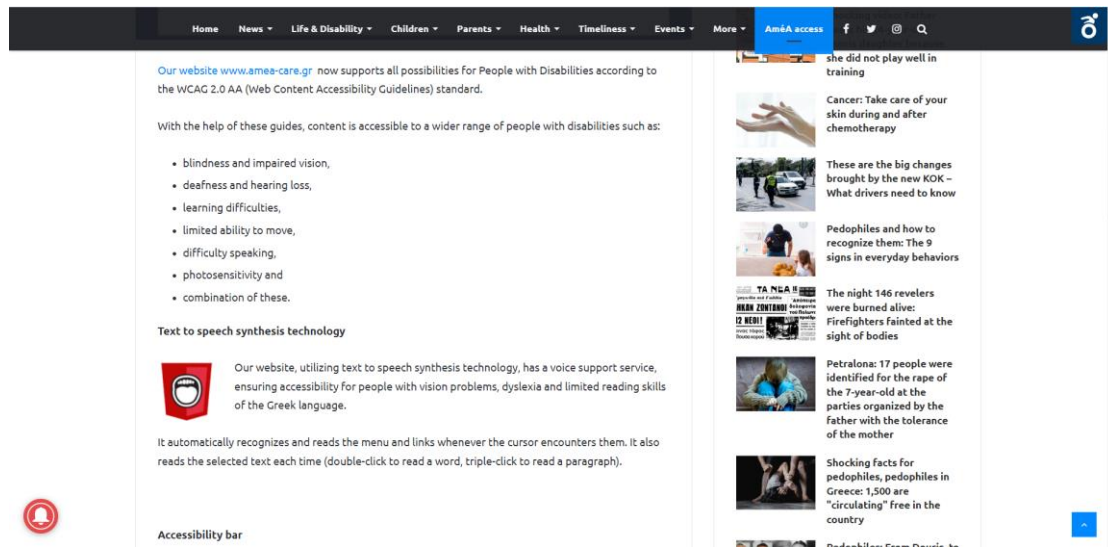 Home News Life & Disability Children Parents Health Timeliness Events More AmèA access
Our website www.amea-care.gr now supports all possibilities for People with Disabilities according to
the WCAG 2.0 AA (Web Content Accessibility Guidelines) standard.
With the help of these guides, content is accessible to a wider range of people with disabilities such as:
• blindness and impaired vision,
• deafness and hearing loss,
• learning difficulties,
• limited ability to move,
• difficulty speaking,
• photosensitivity and
• combination of these.
Text to speech synthesis technology
Our website, utilizing text to speech synthesis technology, has a voice support service,
ensuring accessibility for people with vision problems, dyslexia and limited reading skills
of the Greek language.
It automatically recognizes and reads the menu and links whenever the cursor encounters them. It also
reads the selected text each time (double-click to read a word, triple-click to read a paragraph).
Accessibility bar
she did not play well in
training
Cancer: Take care of your
skin during and after
chemotherapy
These are the big changes
brought by the new KOK –
What drivers need to know
Pedophiles and how to
recognize them: The 9
signs in everyday behaviors
ΤΑ ΝΕΑ
ΖΩΝΤΑΝΟΙ
The night 146 revelers
were burned alive:
Firefighters fainted at the
sight of bodies
Petralona: 17 people were
identified for the rape of
the 7-year-old at the
parties organized by the
father with the tolerance
of the mother
Shocking facts for
pedophiles, pedophiles in
Greece: 1,500 are
"circulating" free in the
country